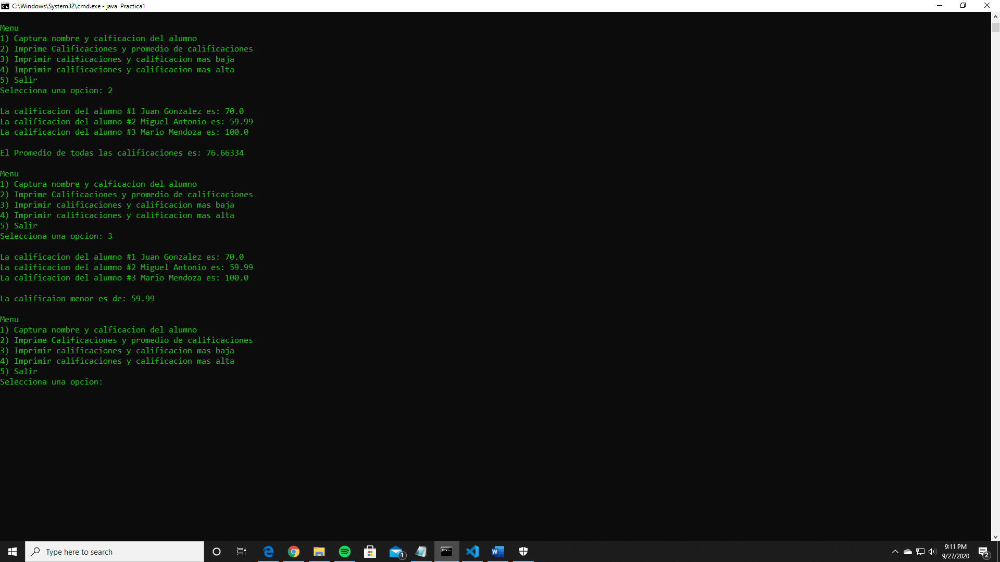 C:\Windows\System32\cmd.exe - java  Practica1
Menu
1) Captura nombre y calficacion del alumno
2) Imprime Calificaciones y promedio de calificaciones
3) Imprimir calificaciones y calificacion mas baja
4) Imprimir calificaciones y calificacion mas alta
5) Salir
Selecciona una opcion: 2
La calificacion del alumno #1 Juan Gonzalez es: 70.0
La calificacion del alumno #2 Miguel Antonio es: 59.99
La calificacion del alumno #3 Mario Mendoza es: 100.0
El Promedio de todas las calificaciones es: 76.66334
Menu
1) Captura nombre y calficacion del alumno
2) Imprime Calificaciones y promedio de calificaciones
3) Imprimir calificaciones y calificacion mas baja
4) Imprimir calificaciones y calificacion mas alta
5) Salir
Selecciona una opcion: 3
La calificacion del alumno #1 Juan Gonzalez es: 70.0
La calificacion del alumno #2 Miguel Antonio es: 59.99
La calificacion del alumno #3 Mario Mendoza es: 100.0
La calificaion menor es de: 59.99
Menu
1) Captura nombre y calficacion del alumno
2) Imprime Calificaciones y promedio de calificaciones
3) Imprimir calificaciones y calificacion mas baja
4) Imprimir calificaciones y calificacion mas alta
5) Salir
Selecciona una opcion:
Type here to search
1
9:11 PM
9/27/2020
2